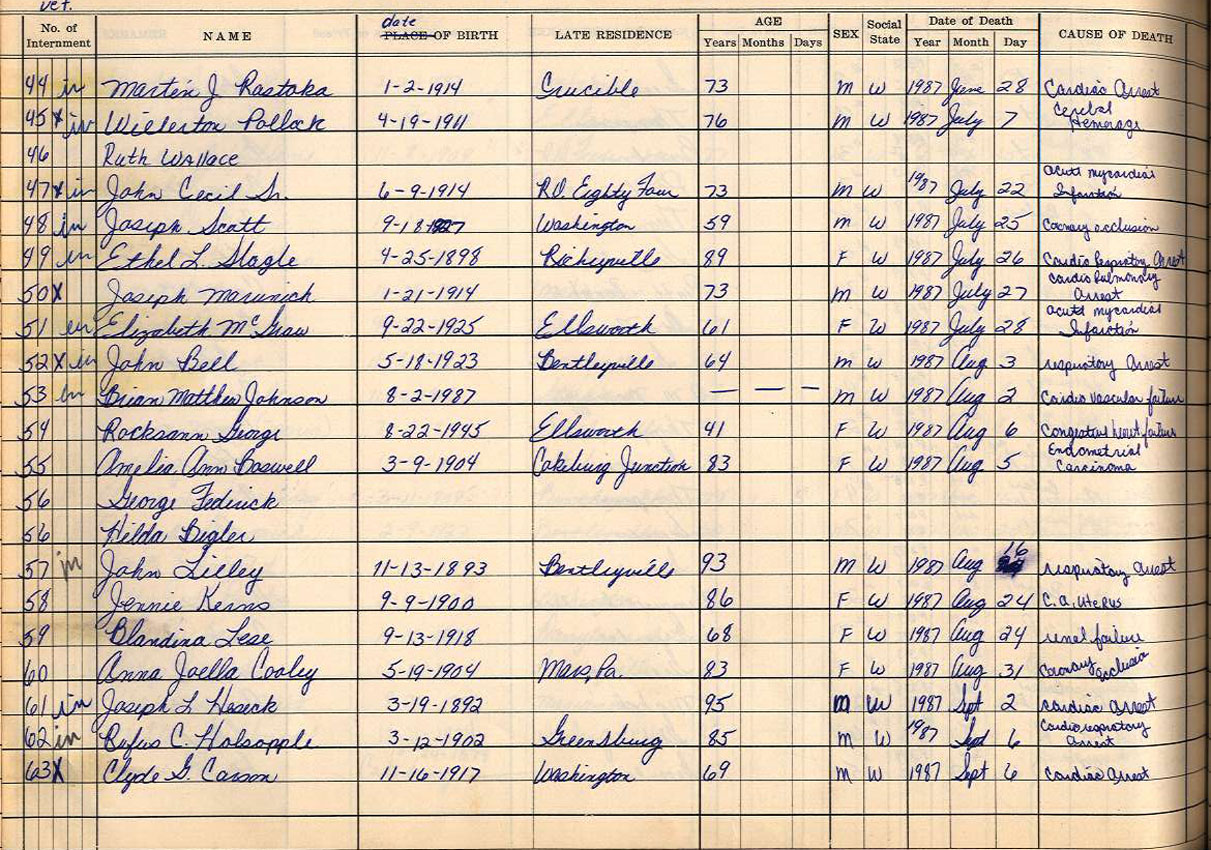 vet.
date
No. of Internment NAME PLACE OF BIRTH LATE RESIDENCE AGE Years Months Days SEX Social State Date of Death Year Month Day CAUSE OF DEATH
44 in Martin J Rastoka 1-2-1914 Crucible 73 m W 1987 June 28 Cardiac Arrest
45 x in Willerton Pollock 4-19-1911 76 m W 1987 July 7 Cerebal Hemorage
46 Ruth Wallace
47 x in John Cecil Sr. 6-9-1914 R.D. Eighty Four 73 m W 1987 July 22 acute mycardial Infarction
48 in Joseph Scott 9-18-1927 Washington 59 m W 1987 July 25 Coronary occlusion
49 in Ethel L. Slagle 4-25-1898 Richeyville 89 F W 1987 July 26 Cardio Respiratory Arrest
50 X Joseph Marunich 1-21-1914 73 m W 1987 July 27 Cardio Pulmonary Arrest
51 in Elizabeth McGraw 9-22-1925 Ellsworth 61 F W 1987 July 28 Acute mycardial Infarction
52 X in John Bell 5-18-1923 Bentleyville 64 m W 1987 Aug 3 respiratory Arrest
53 in Brian Matthew Johnson 8-2-1987 — — — m W 1987 Aug 2 Cardio vascular failure
54 Rocksann George 8-22-1945 Ellsworth 41 F W 1987 Aug 6 Congestive heart failure
55 Amelia Ann Boswell 3-9-1904 Cokeburg Junction 83 F W 1987 Aug 5 Endometrial Carcinoma
56 George Federick
56 Hilda Bigler
57 in John Lilley 11-13-1893 Bentleyville 93 m W 1987 Aug 16 respiratory arrest
58 Jennie Kerns 9-9-1900 86 F W 1987 Aug 24 C.A. Uterus
59 Blandina Lese 9-13-1918 68 F W 1987 Aug 24 renel failure
60 Anna Joella Cooley 5-19-1904 Mars, Pa. 83 F W 1987 Aug 31 Coronary occlusion
61 in Joseph L Hoseck 3-19-1892 95 m W 1987 Sept 2 cardiac arrest
62 in Rufus C. Holsopple 3-12-1902 Greensburg 85 m W 1987 Sept 6 Cardio respiratory arrest
63 X Clyde G. Carson 11-16-1917 Washington 69 m W 1987 Sept 6 cardiac arrest